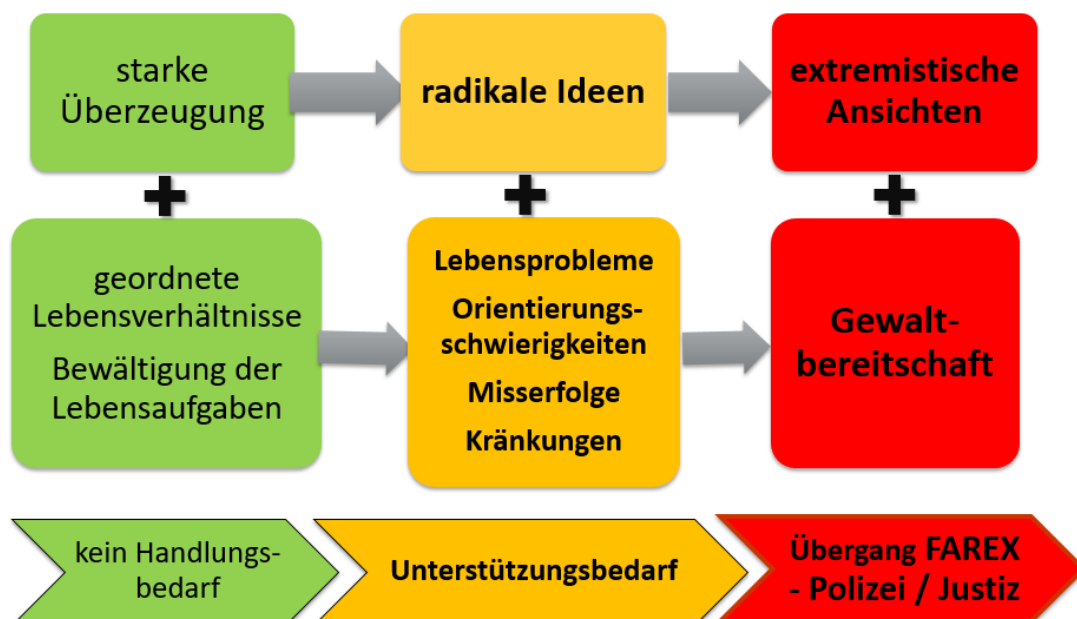 starke
Überzeugung
radikale Ideen
extremistische
Ansichten
geordnete
Lebensverhältnisse
Bewältigung der
Lebensaufgaben
Lebensprobleme
Orientierungs-
schwierigkeiten
Misserfolge
Kränkungen
Gewalt-
bereitschaft
kein Handlungs-
bedarf
Unterstützungsbedarf
Übergang FAREX
- Polizei / Justiz